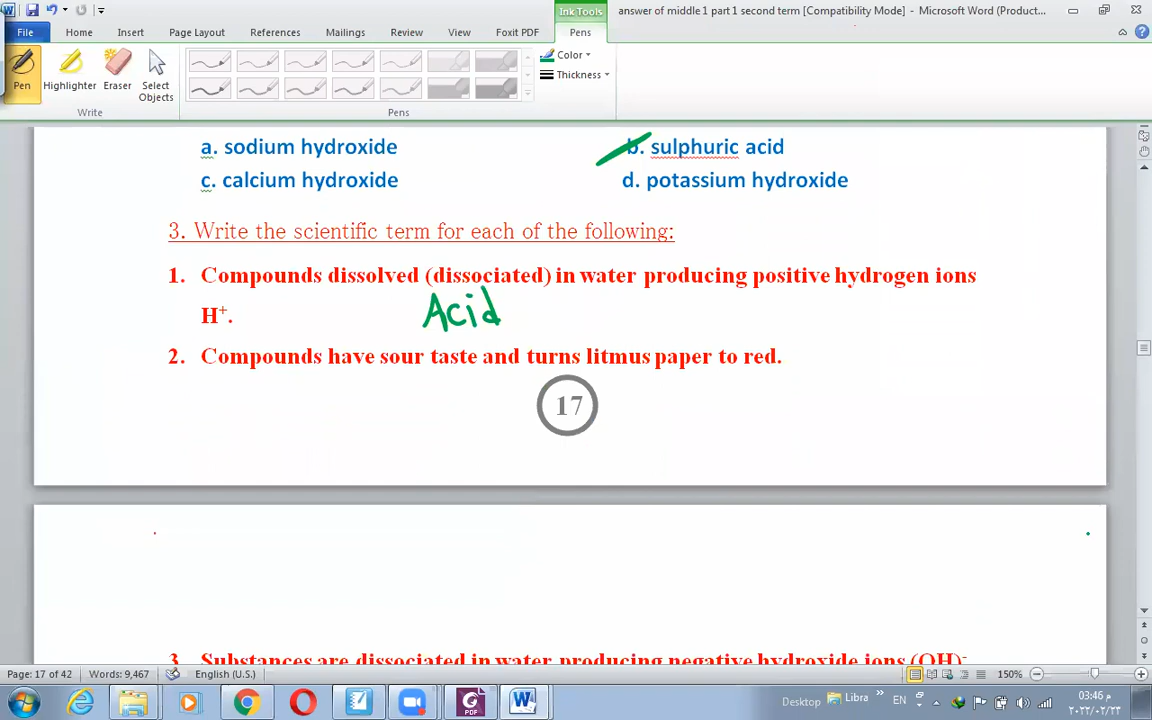 answer of middle 1 part 1 second term [Compatibility Mode] - Microsoft Word (Product...
Ink Tools
File Home Insert Page Layout References Mailings Review View Foxit PDF Pens
Pen Highlighter Eraser Select Objects
Color
Thickness
Write Pens
a. sodium hydroxide b. sulphuric acid
c. calcium hydroxide d. potassium hydroxide
3. Write the scientific term for each of the following:
1. Compounds dissolved (dissociated) in water producing positive hydrogen ions
H⁺.
Acid
2. Compounds have sour taste and turns litmus paper to red.
17
3. Substances are dissociated in water producing negative hydroxide ions (OH)⁻
Page: 17 of 42 Words: 9,467 English (U.S.) 150%
Desktop Libra EN 03:46 م
٢٠٢٢/٠٢/٢٣